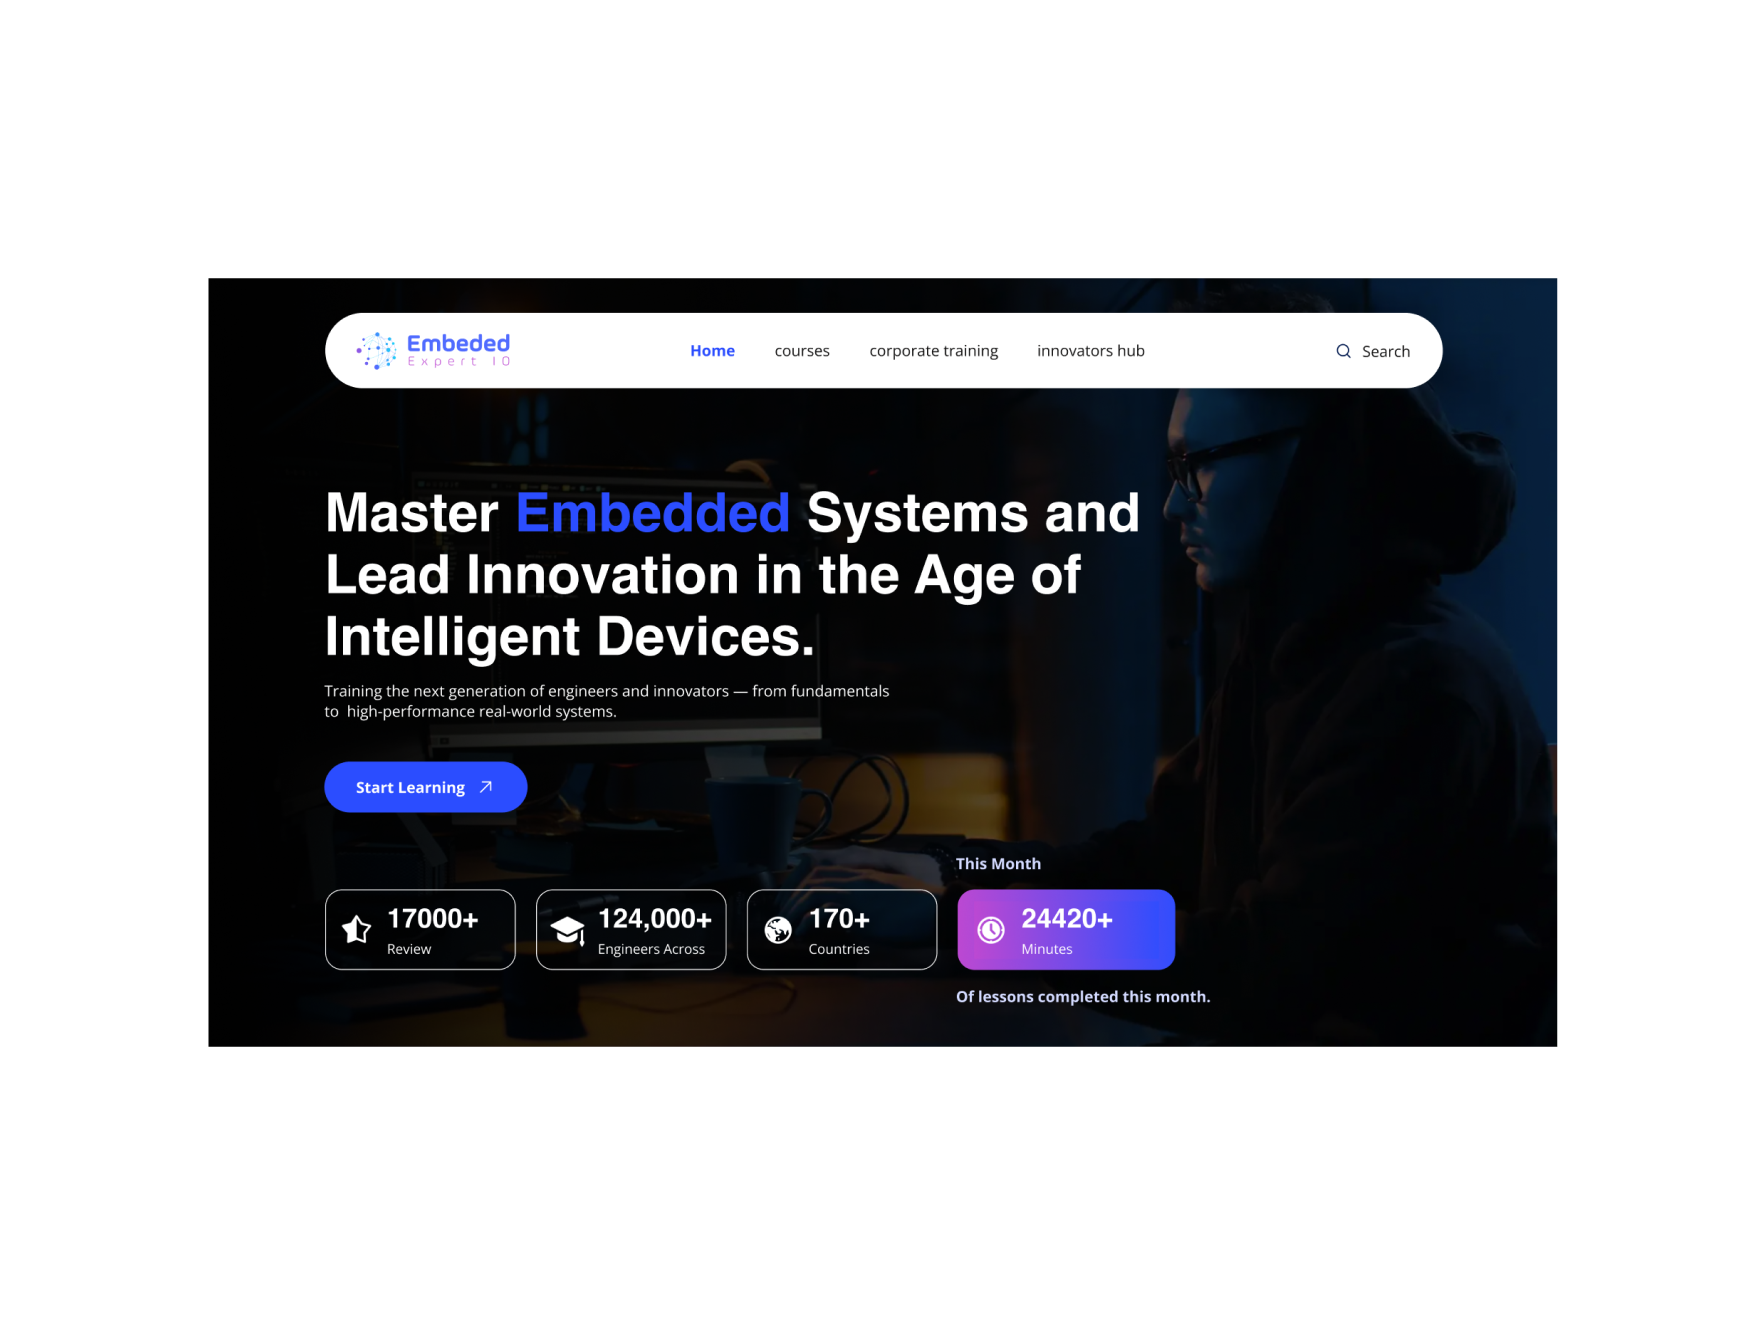 Embeded
Expert IO
Home
courses
corporate training
innovators hub
Search
Master Embedded Systems and
Lead Innovation in the Age of
Intelligent Devices.
Training the next generation of engineers and innovators — from fundamentals
to high-performance real-world systems.
Start Learning
This Month
17000+
Review
124,000+
Engineers Across
170+
Countries
24420+
Minutes
Of lessons completed this month.